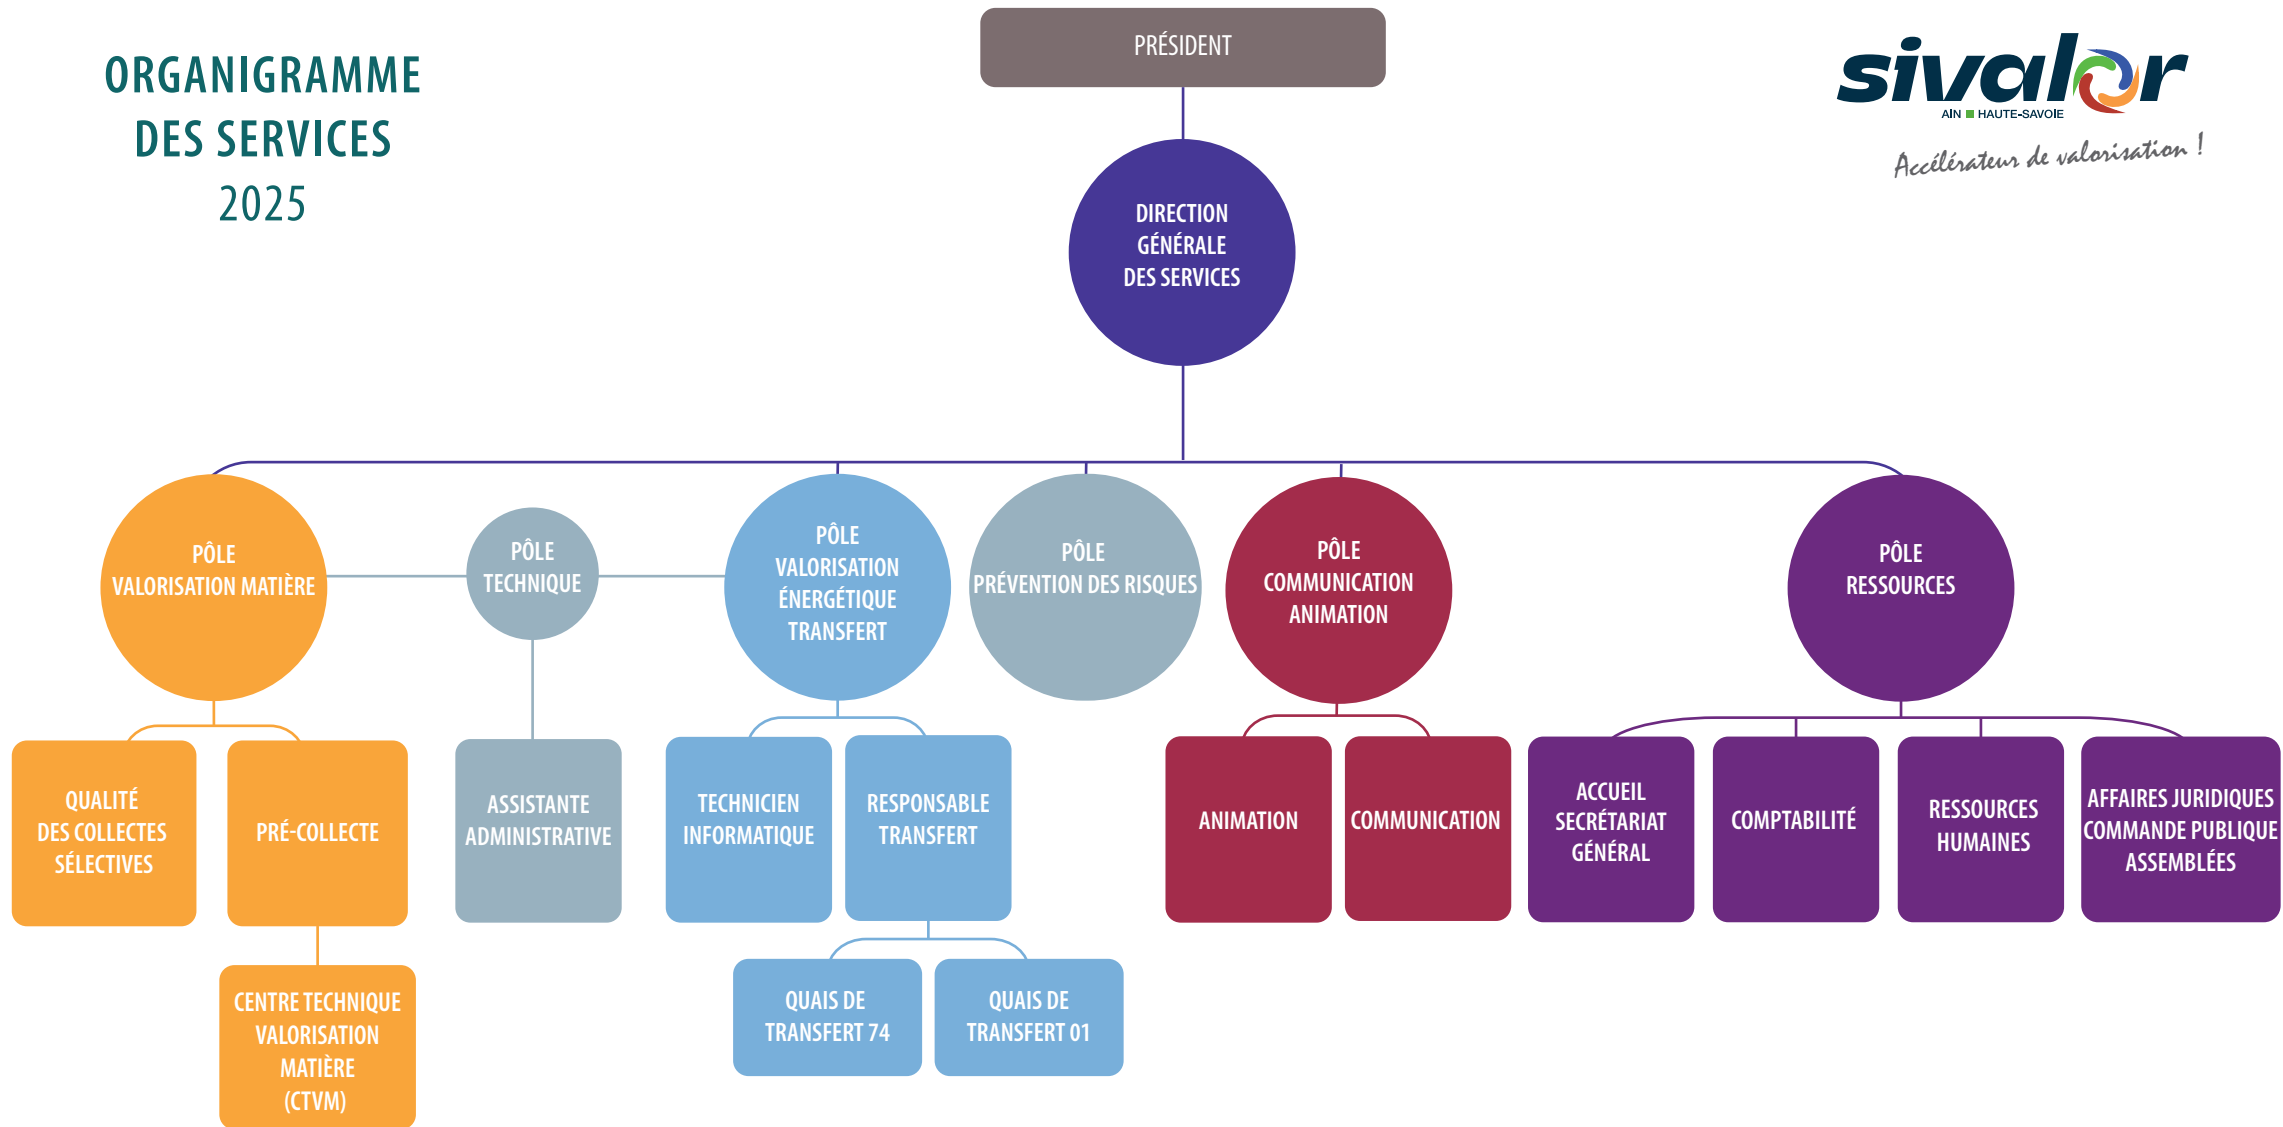 ORGANIGRAMME
DES SERVICES
2025
PRÉSIDENT
sivalor
AIN HAUTE-SAVOIE
Accélérateur de valorisation !
DIRECTION
GÉNÉRALE
DES SERVICES
PÔLE
VALORISATION MATIÈRE
PÔLE
TECHNIQUE
PÔLE
VALORISATION
ÉNERGÉTIQUE
TRANSFERT
PÔLE
PRÉVENTION DES RISQUES
PÔLE
COMMUNICATION
ANIMATION
PÔLE
RESSOURCES
QUALITÉ
DES COLLECTES
SÉLECTIVES
PRÉ-COLLECTE
ASSISTANTE
ADMINISTRATIVE
TECHNICIEN
INFORMATIQUE
RESPONSABLE
TRANSFERT
ANIMATION
COMMUNICATION
ACCUEIL
SECRÉTARIAT
GÉNÉRAL
COMPTABILITÉ
RESSOURCES
HUMAINES
AFFAIRES JURIDIQUES
COMMANDE PUBLIQUE
ASSEMBLÉES
CENTRE TECHNIQUE
VALORISATION
MATIÈRE
(CTVM)
QUAIS DE
TRANSFERT 74
QUAIS DE
TRANSFERT 01